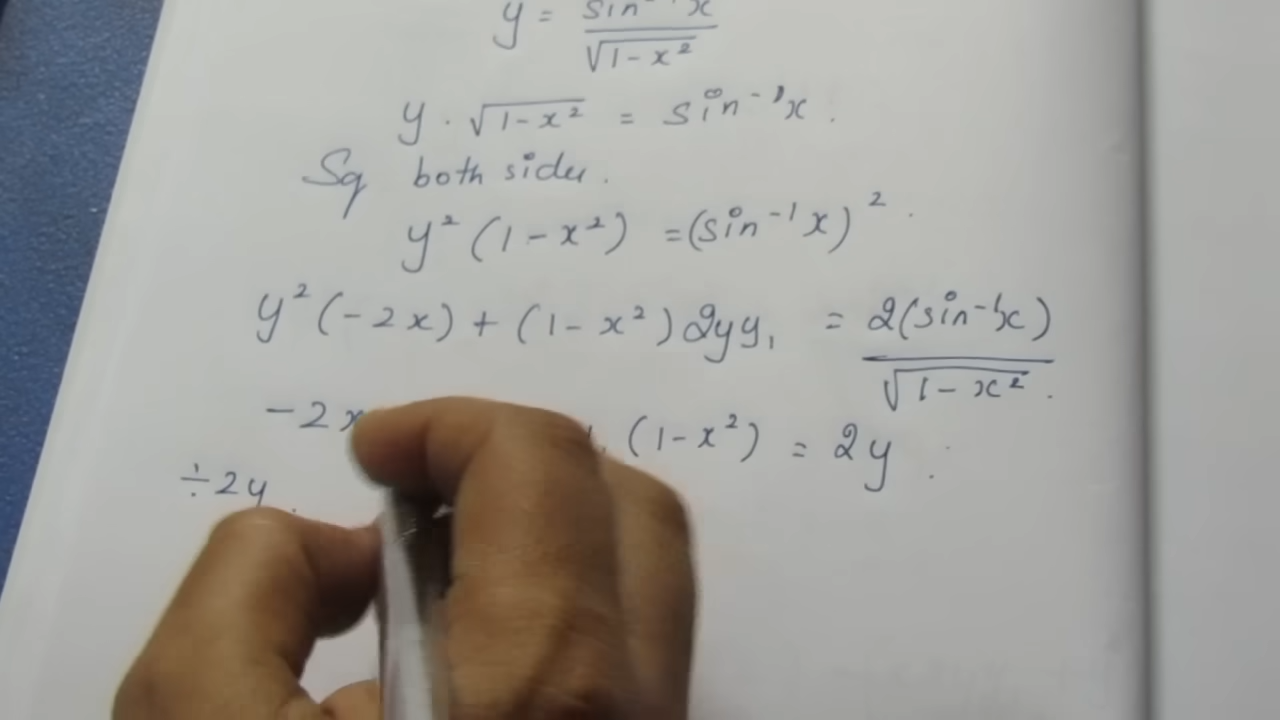 y = sin⁻¹x / √(1-x²)
y · √(1-x²) = sin⁻¹x .
Sq both sides.
y² (1-x²) = (sin⁻¹x)² .
y² (-2x) + (1-x²) 2yy₁ = 2(sin⁻¹x) / √(1-x²) .
-2x (1-x²) = 2y .
÷2y .